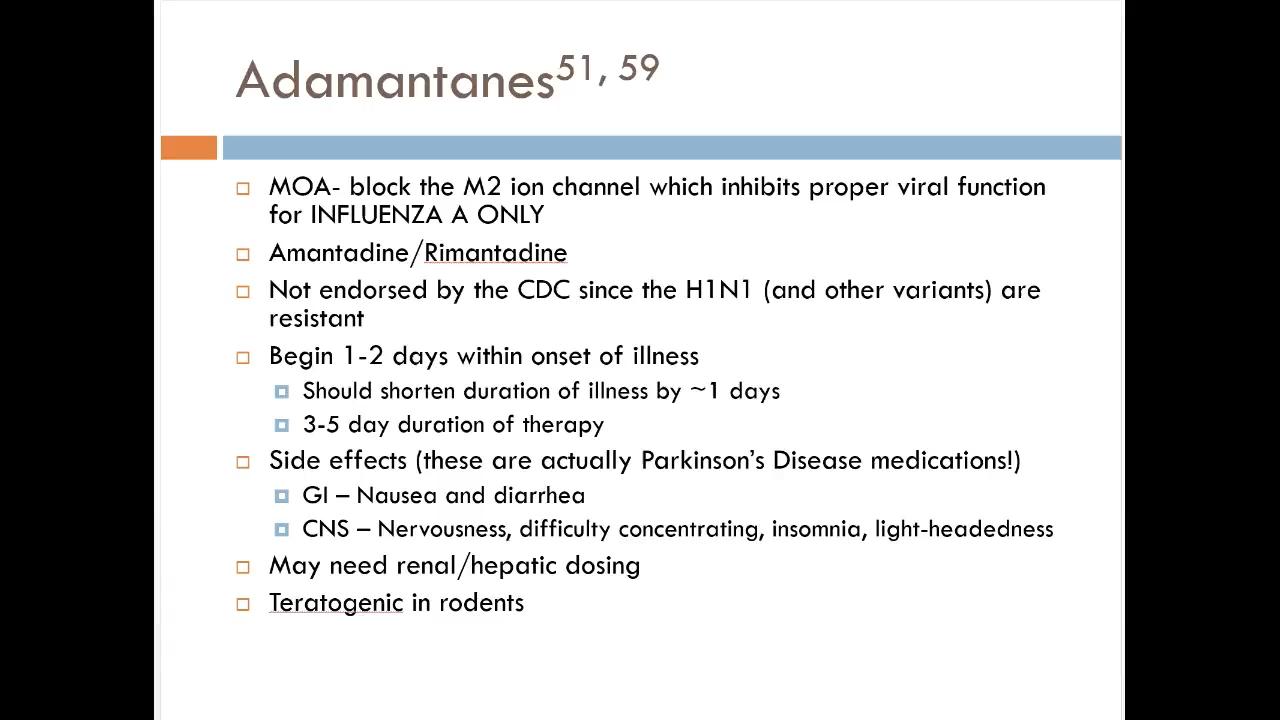 Adamantanes51, 59
MOA- block the M2 ion channel which inhibits proper viral function
for INFLUENZA A ONLY
Amantadine/Rimantadine
Not endorsed by the CDC since the H1N1 (and other variants) are
resistant
Begin 1-2 days within onset of illness
Should shorten duration of illness by ~1 days
3-5 day duration of therapy
Side effects (these are actually Parkinson’s Disease medications!)
GI – Nausea and diarrhea
CNS – Nervousness, difficulty concentrating, insomnia, light-headedness
May need renal/hepatic dosing
Teratogenic in rodents